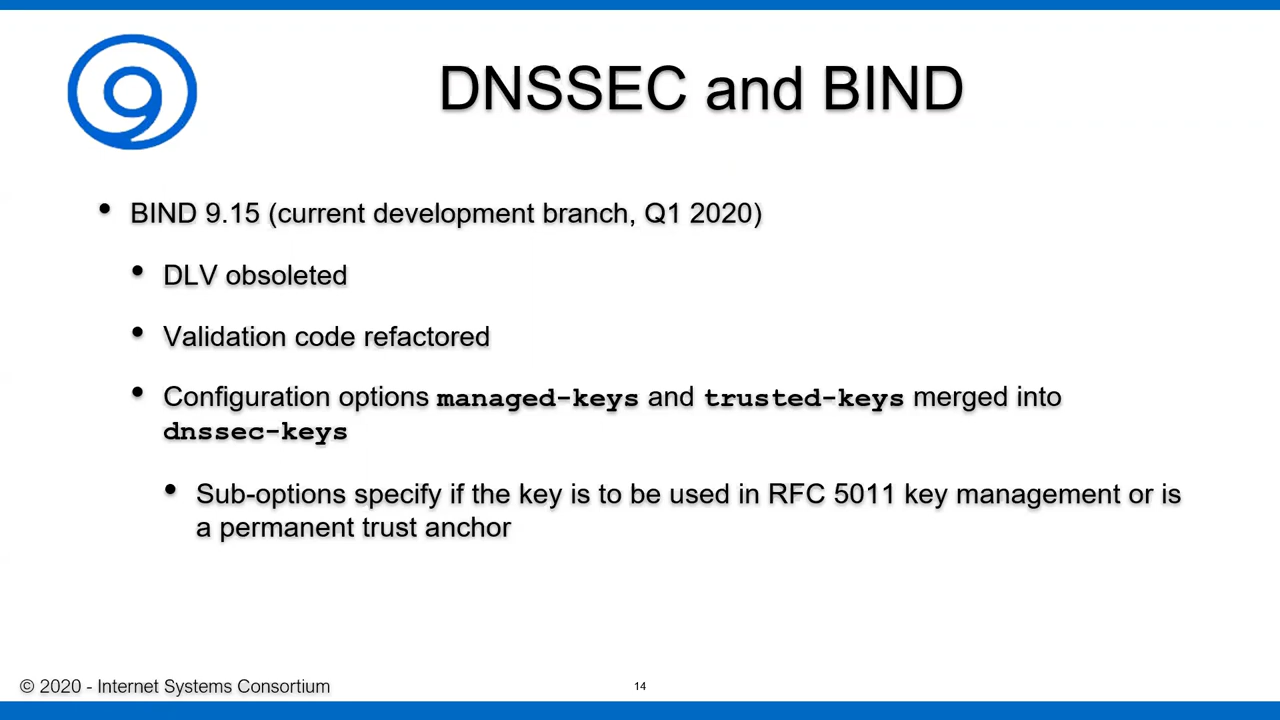 9
DNSSEC and BIND
• BIND 9.15 (current development branch, Q1 2020)
• DLV obsoleted
• Validation code refactored
• Configuration options managed-keys and trusted-keys merged into
dnssec-keys
• Sub-options specify if the key is to be used in RFC 5011 key management or is
a permanent trust anchor
© 2020 - Internet Systems Consortium
14